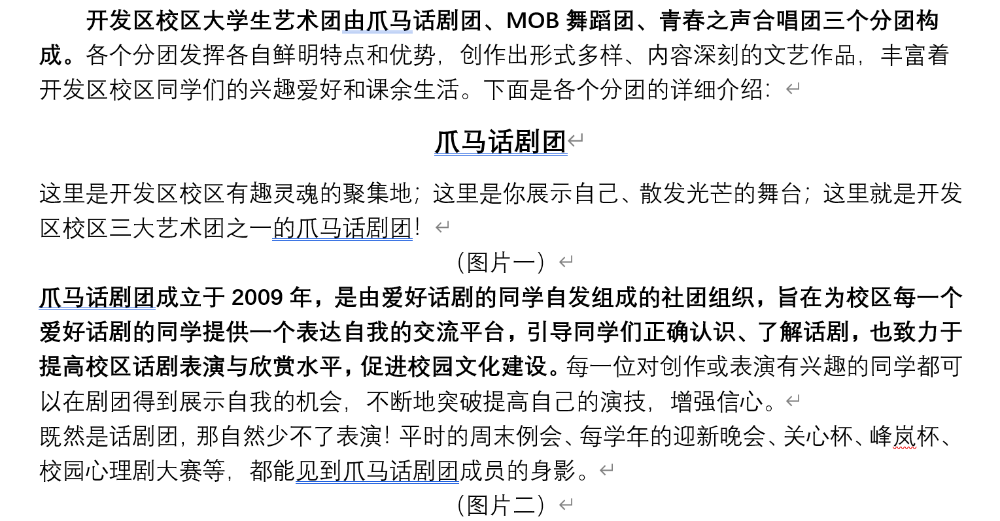 开发区校区大学生艺术团由爪马话剧团、MOB 舞蹈团、青春之声合唱团三个分团构
成。各个分团发挥各自鲜明特点和优势，创作出形式多样、内容深刻的文艺作品，丰富着
开发区校区同学们的兴趣爱好和课余生活。下面是各个分团的详细介绍：
爪马话剧团
这里是开发区校区有趣灵魂的聚集地；这里是你展示自己、散发光芒的舞台；这里就是开发
区校区三大艺术团之一的爪马话剧团！
（图片一）
爪马话剧团成立于 2009 年，是由爱好话剧的同学自发组成的社团组织，旨在为校区每一个
爱好话剧的同学提供一个表达自我的交流平台，引导同学们正确认识、了解话剧，也致力于
提高校区话剧表演与欣赏水平，促进校园文化建设。每一位对创作或表演有兴趣的同学都可
以在剧团得到展示自我的机会，不断地突破提高自己的演技，增强信心。
既然是话剧团，那自然少不了表演！平时的周末例会、每学年的迎新晚会、关心杯、峰岚杯、
校园心理剧大赛等，都能见到爪马话剧团成员的身影。
（图片二）